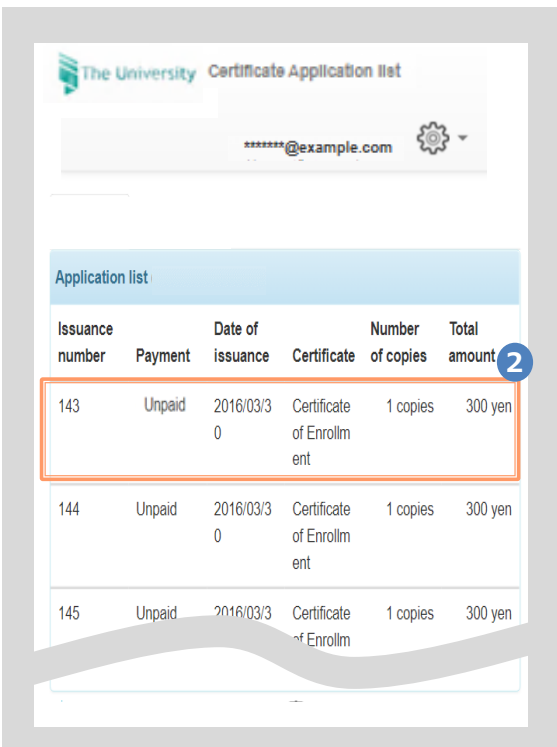 The University Certificate Application list
*******@example.com
Application list
Issuance number Payment Date of issuance Certificate Number of copies Total amount
2
143 Unpaid 2016/03/3
0 Certificate
of Enrollm
ent 1 copies 300 yen
144 Unpaid 2016/03/3
0 Certificate
of Enrollm
ent 1 copies 300 yen
145 Unpaid 2016/03/3 Certificate
of Enrollm 1 copies 300 yen